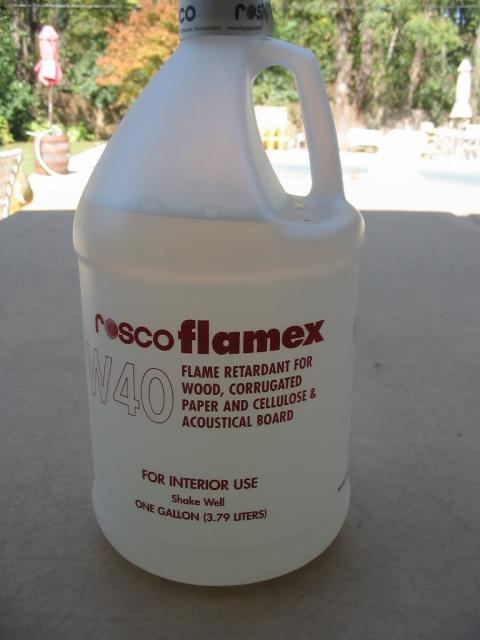 co rosco
rosco flamex
W40
FLAME RETARDANT FOR
WOOD, CORRUGATED
PAPER AND CELLULOSE &
ACOUSTICAL BOARD
FOR INTERIOR USE
Shake Well
ONE GALLON (3.79 LITERS)